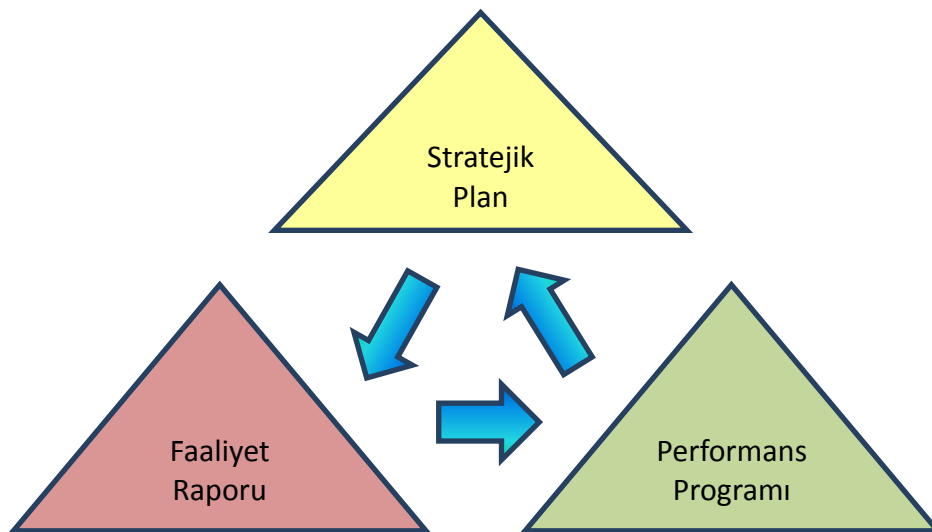 Stratejik
Plan
Faaliyet
Raporu
Performans
Programı